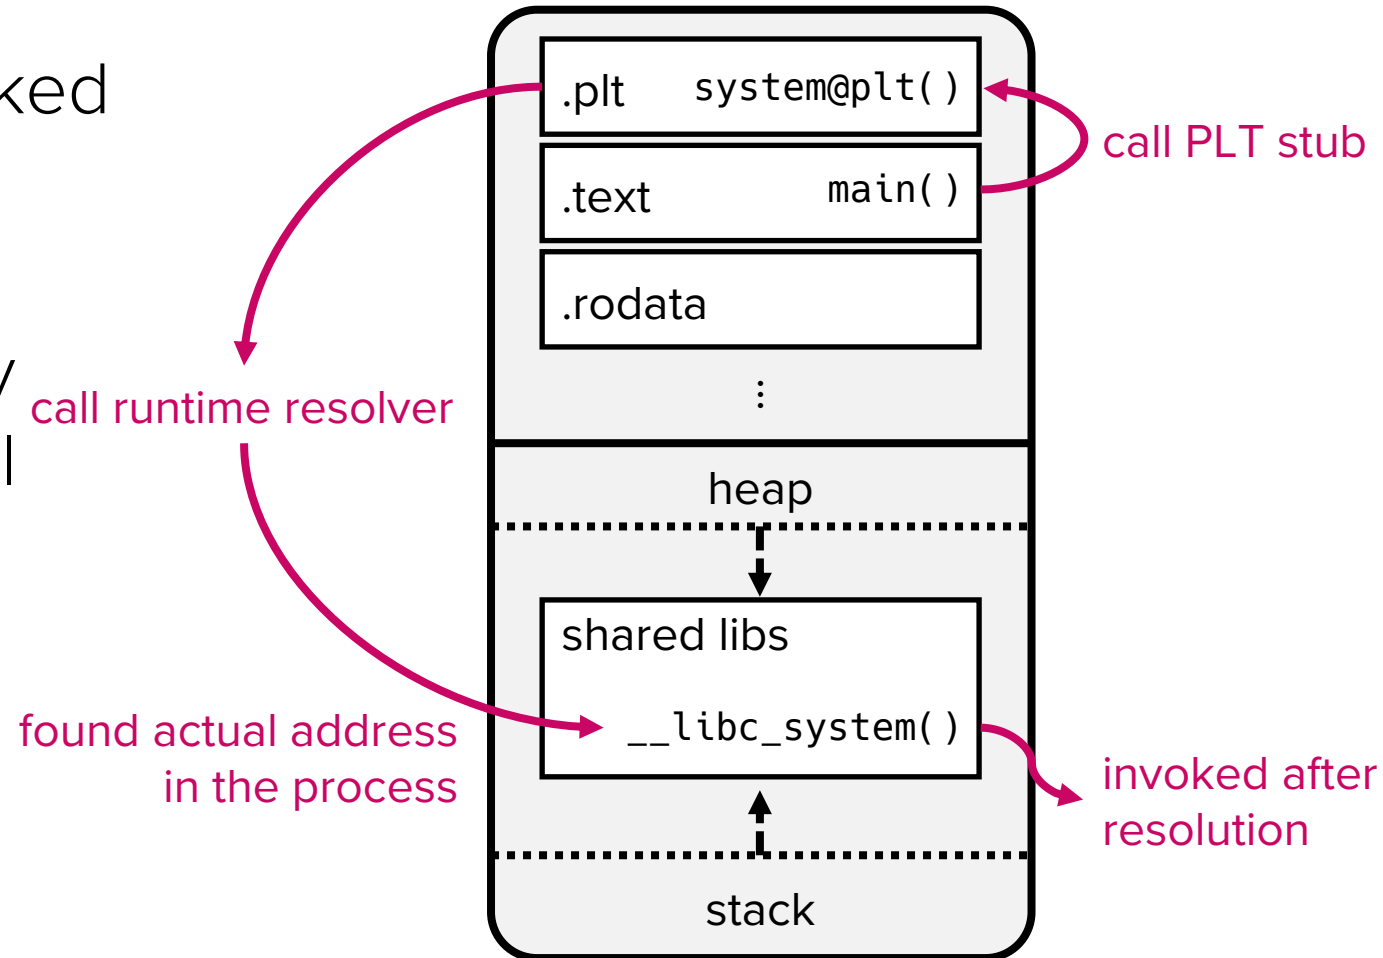 .plt system@plt()
call PLT stub
.text main()
.rodata
call runtime resolver
heap
shared libs
__libc_system()
found actual address
in the process
invoked after
resolution
stack